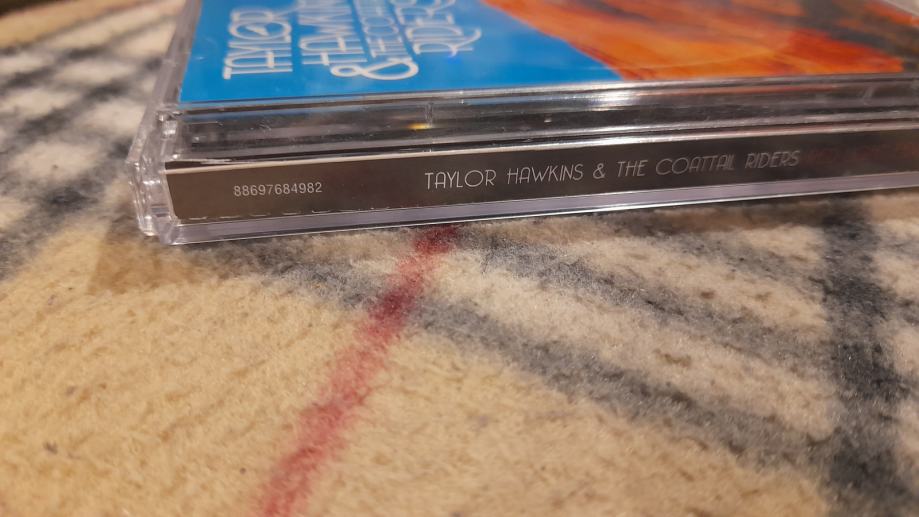 TAYLOR
HAWKINS
& THE COATTAIL
RIDERS
88697684982 TAYLOR HAWKINS & THE COATTAIL RIDERS